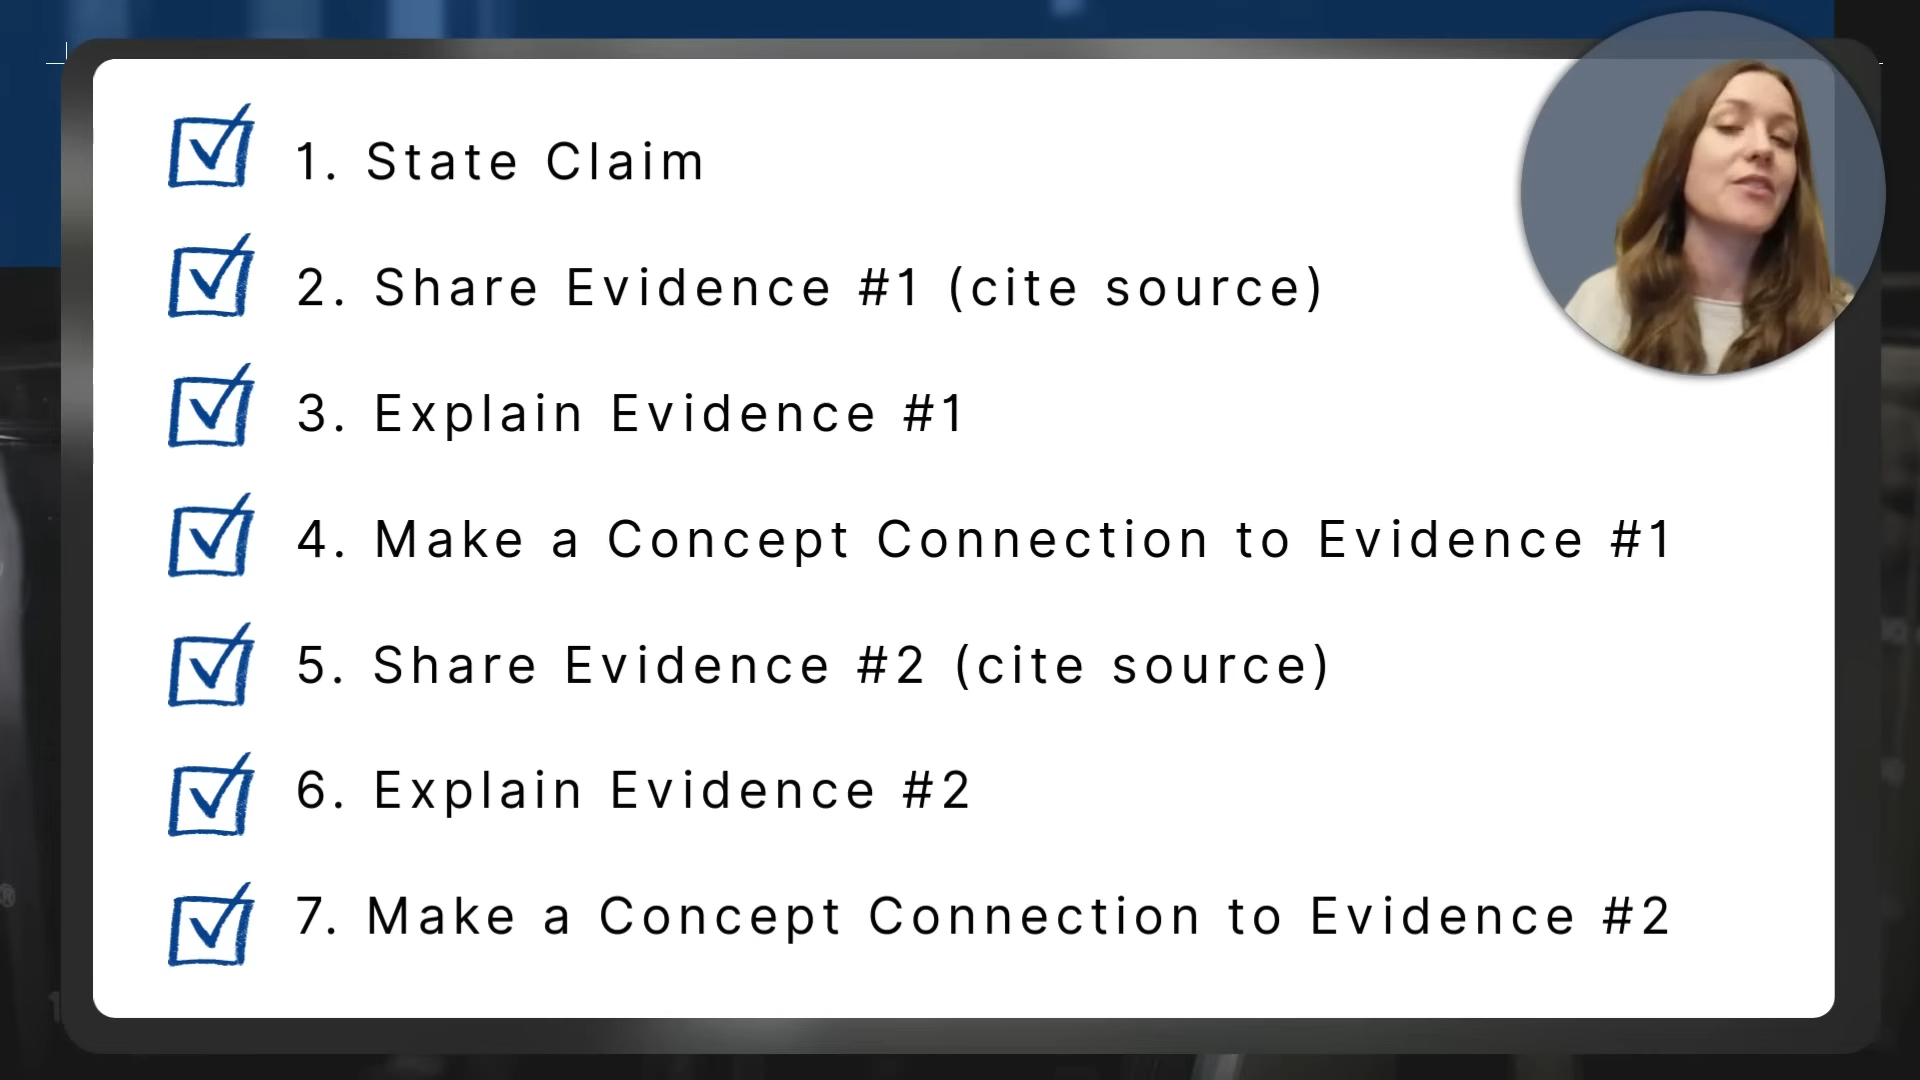 1. State Claim
2. Share Evidence #1 (cite source)
3. Explain Evidence #1
4. Make a Concept Connection to Evidence #1
5. Share Evidence #2 (cite source)
6. Explain Evidence #2
7. Make a Concept Connection to Evidence #2